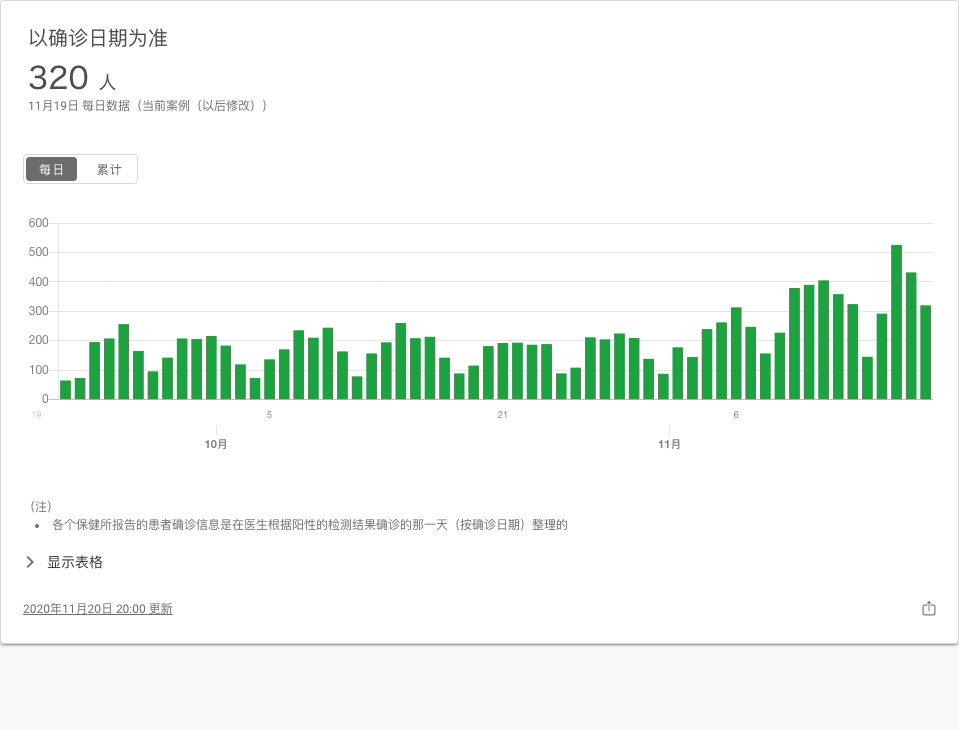 以确诊日期为准
320 人
11月19日 每日数据（当前案例（以后修改））
每日 累计
600
500
400
300
200
100
0
19 5 21 6
10月 11月
（注）
• 各个保健所报告的患者确诊信息是在医生根据阳性的检测结果确诊的那一天（按确诊日期）整理的
显示表格
2020年11月20日 20:00 更新